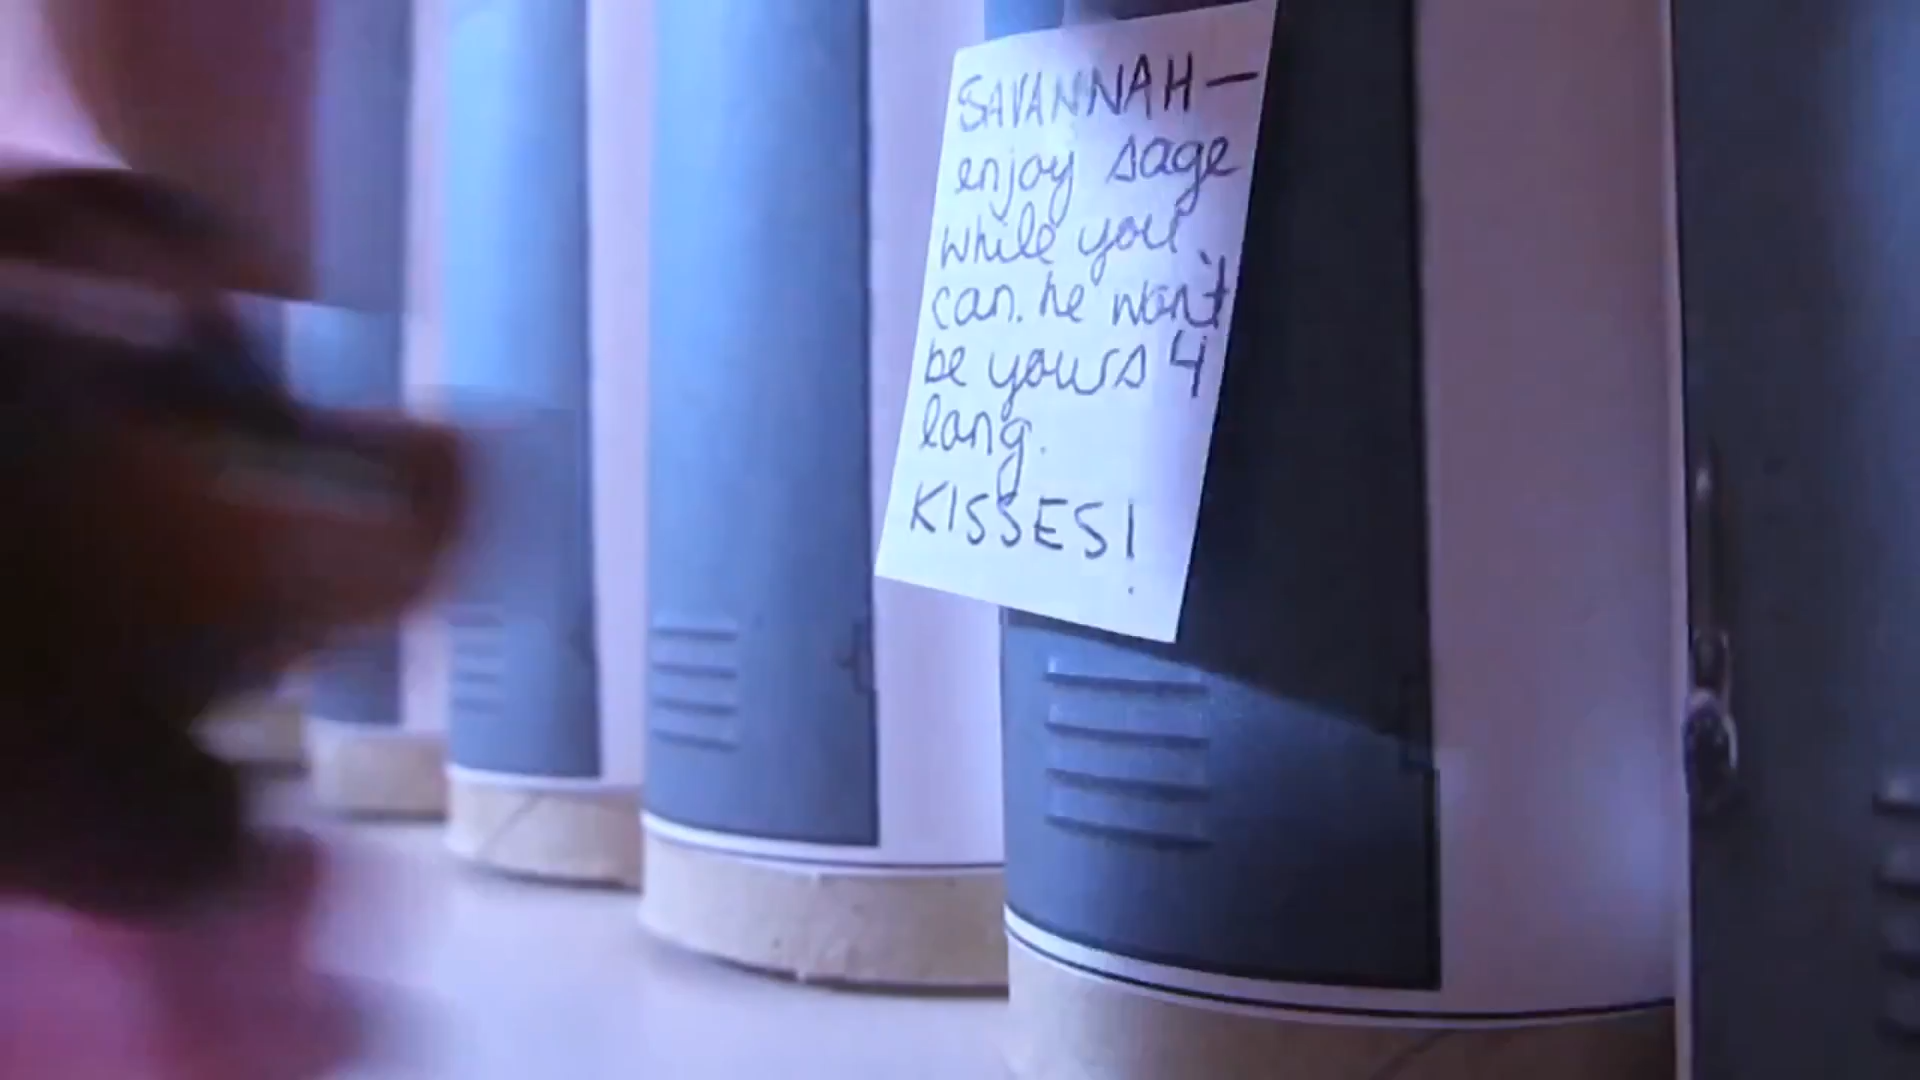 SAVANNAH—
enjoy sage
while you
can. he won't
be yours 4
long.
KISSES!